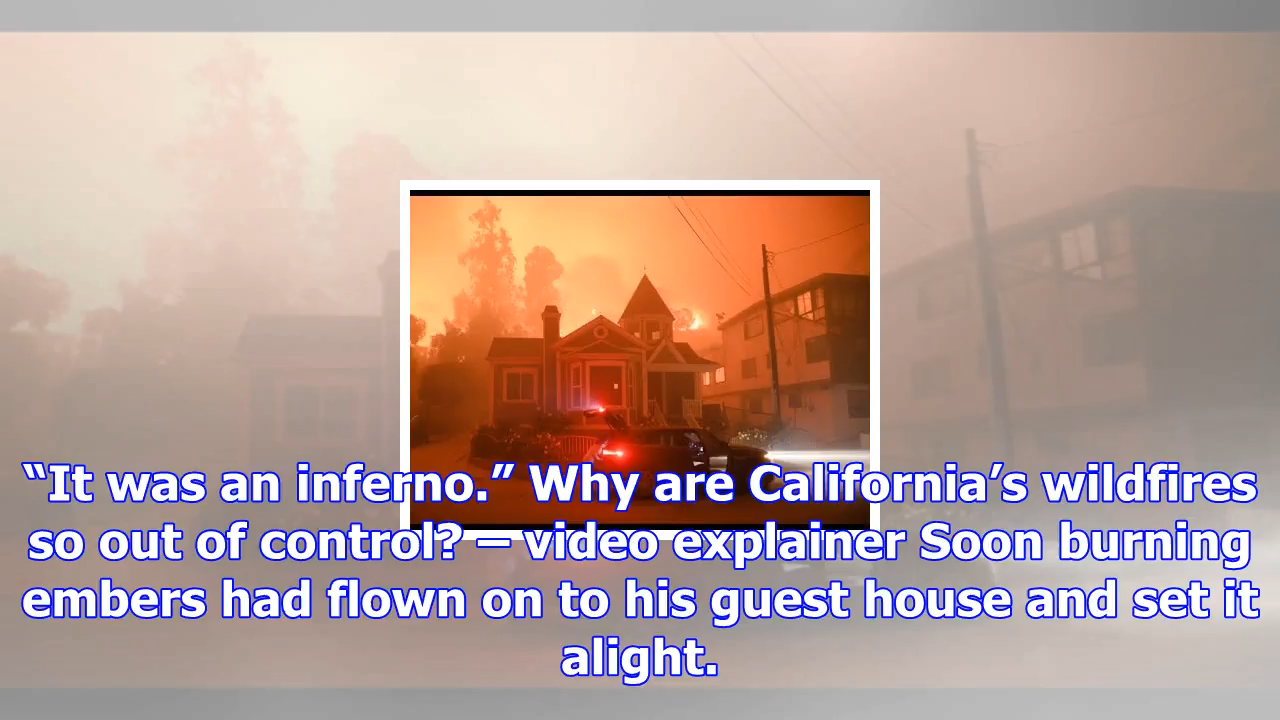 “It was an inferno.” Why are California’s wildfires
so out of control? – video explainer Soon burning
embers had flown on to his guest house and set it
alight.